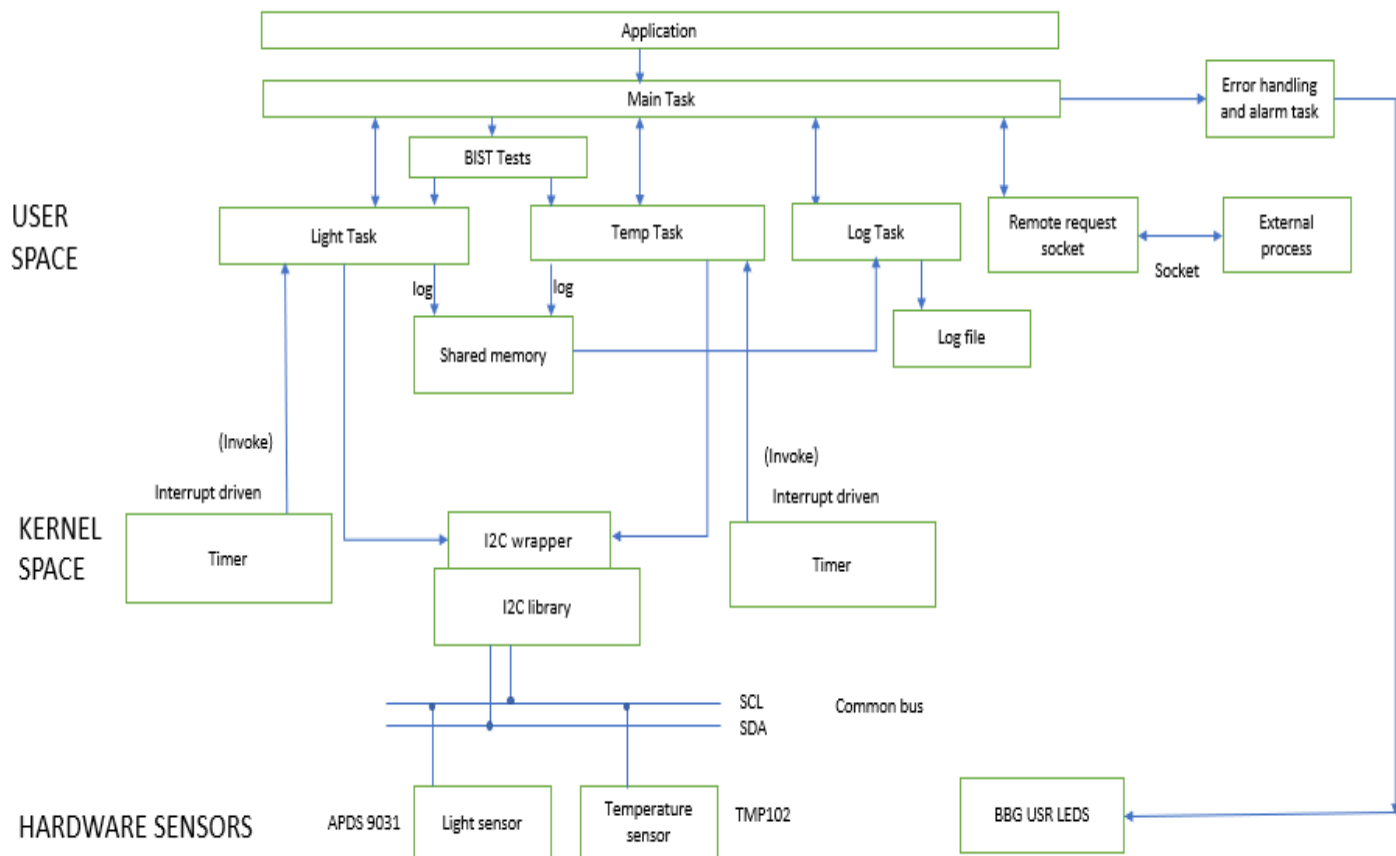 Application
Main Task
Error handling
and alarm task
BIST Tests
USER
SPACE
Light Task
Temp Task
Log Task
Remote request
socket
External
process
Socket
log
log
Shared memory
Log file
(Invoke)
Interrupt driven
(Invoke)
Interrupt driven
KERNEL
SPACE
Timer
I2C wrapper
I2C library
Timer
SCL
SDA
Common bus
HARDWARE SENSORS
APDS 9031
Light sensor
Temperature
sensor
TMP102
BBG USR LEDS